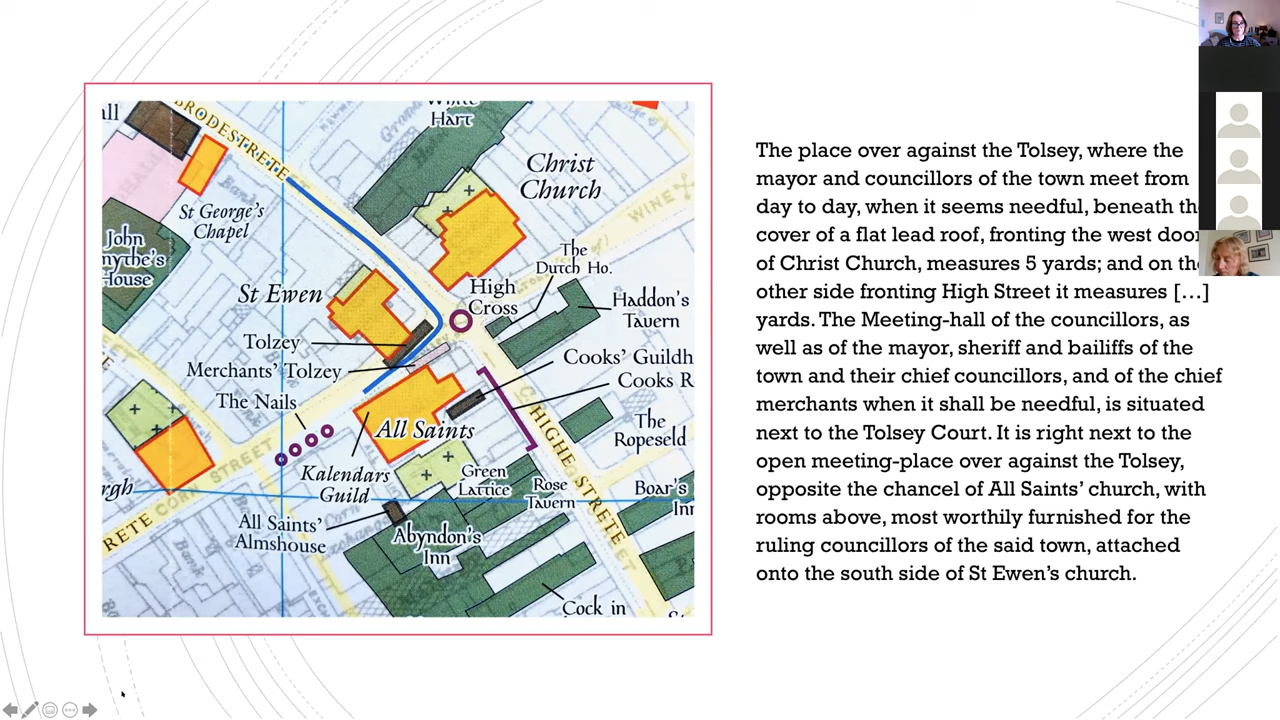 all
BRODESTRETE
White
Hart
Christ
Church
WINE
St George's
Chapel
John
mythe's
House
St Ewen
The
Dutch Ho.
High
Cross
Haddon's
Tavern
Tolzey
Merchants' Tolzey
Cooks' Guildh
Cooks R
The Nails
All Saints
HIGHE STRETE
The
Ropeseld
Kalendars
Guild
Green
Lattice
Rose
Tavern
Boar's
Inn
rgh
CORN STREET
RETE
All Saints'
Almshouse
Abyndon's
Inn
Cock in
The place over against the Tolsey, where the
mayor and councillors of the town meet from
day to day, when it seems needful, beneath th
cover of a flat lead roof, fronting the west door
of Christ Church, measures 5 yards; and on th
other side fronting High Street it measures […]
yards. The Meeting-hall of the councillors, as
well as of the mayor, sheriff and bailiffs of the
town and their chief councillors, and of the chief
merchants when it shall be needful, is situated
next to the Tolsey Court. It is right next to the
open meeting-place over against the Tolsey,
opposite the chancel of All Saints' church, with
rooms above, most worthily furnished for the
ruling councillors of the said town, attached
onto the south side of St Ewen's church.